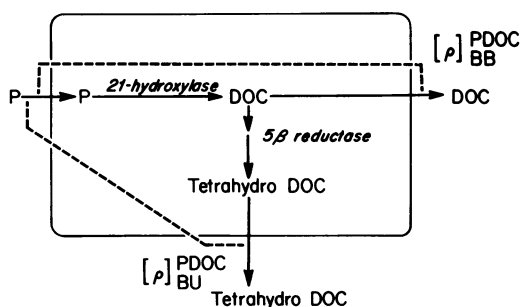 [ρ] PDOC
BB
P P 21-hydroxylase DOC DOC
5β reductase
Tetrahydro DOC
[ρ] PDOC
BU
Tetrahydro DOC